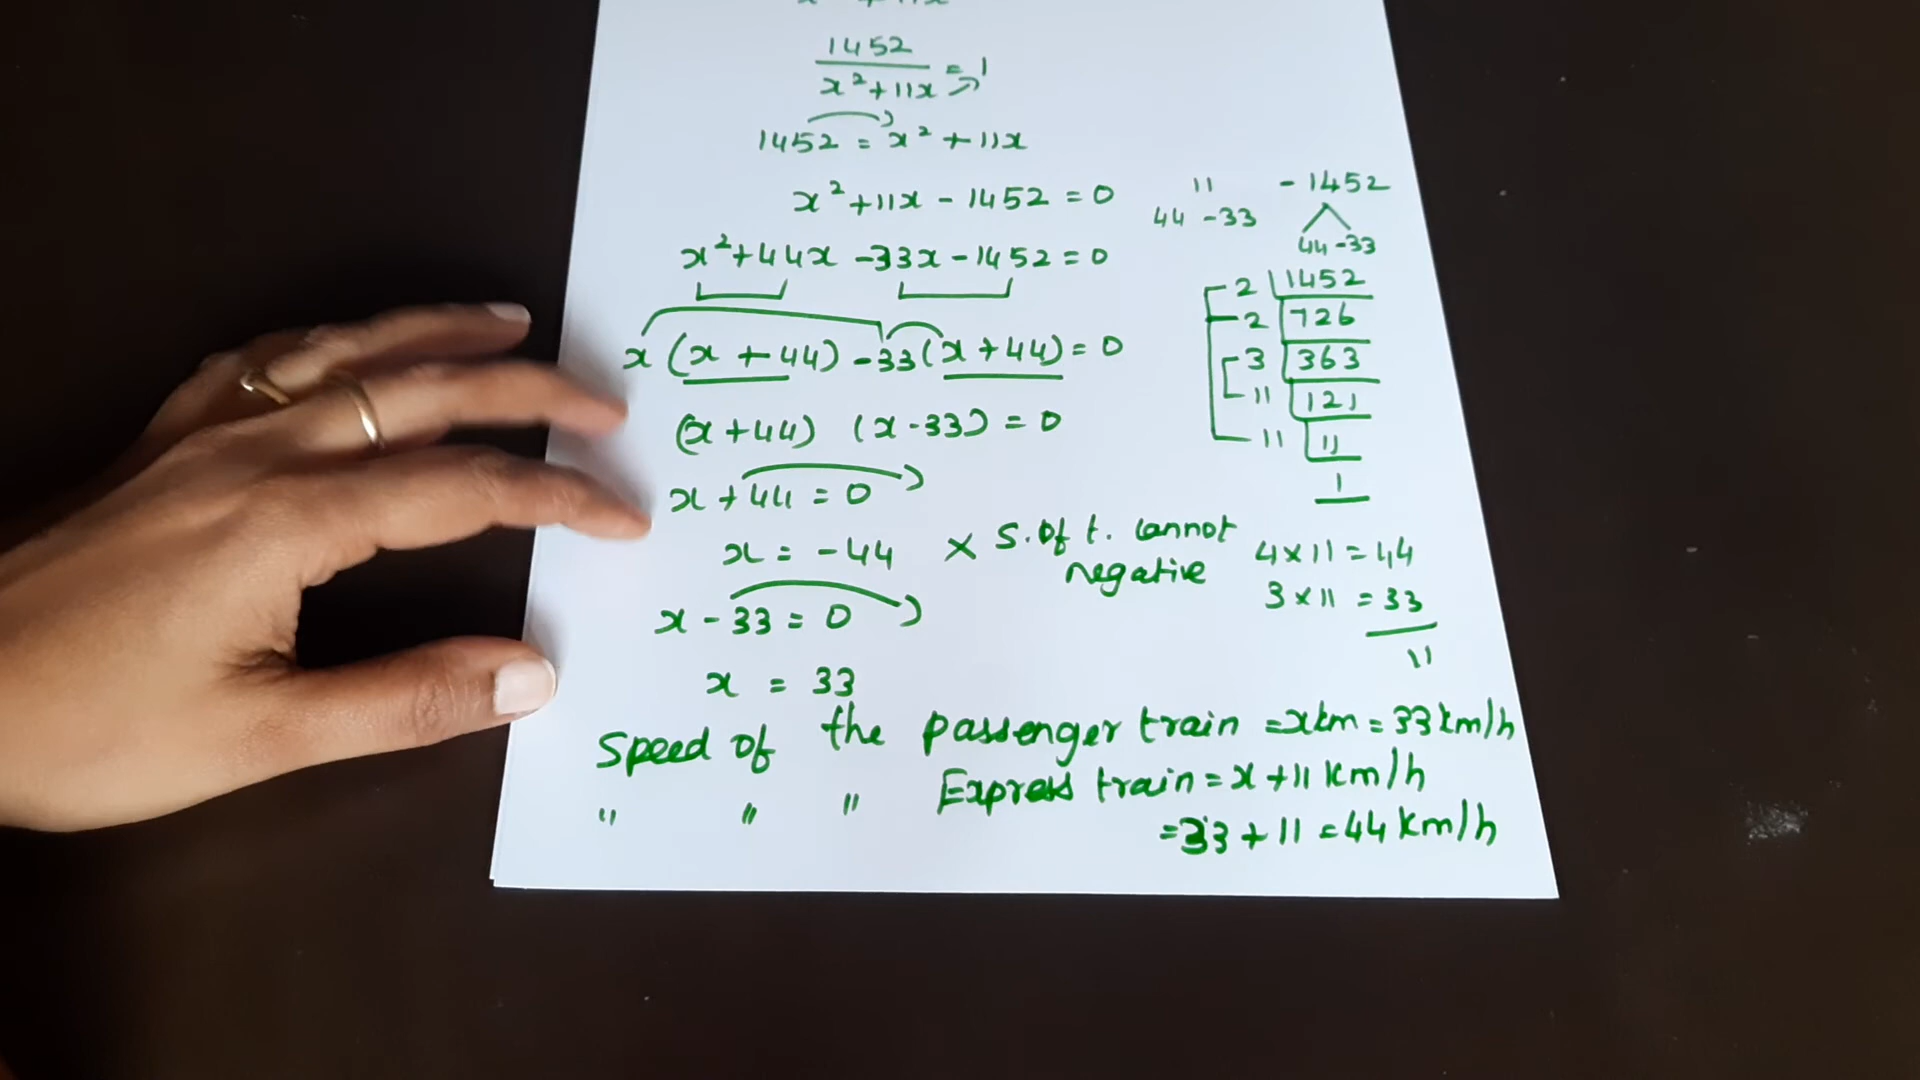 1452
x²+11x = 1
1452 = x² + 11x
x²+11x - 1452 = 0
x²+44x -33x - 1452 = 0
x (x + 44) -33 (x + 44) = 0
(x + 44) (x - 33) = 0
x + 44 = 0
x = -44 × S. of t. cannot
negative
x - 33 = 0
x = 33
11 - 1452
44 -33
44 -33
2 1452
2 726
3 363
11 121
11 11
1
4 × 11 = 44
3 × 11 = 33
11
Speed of the passenger train = x km = 33 km/h
" " " Express train = x + 11 km/h
= 33 + 11 = 44 km/h